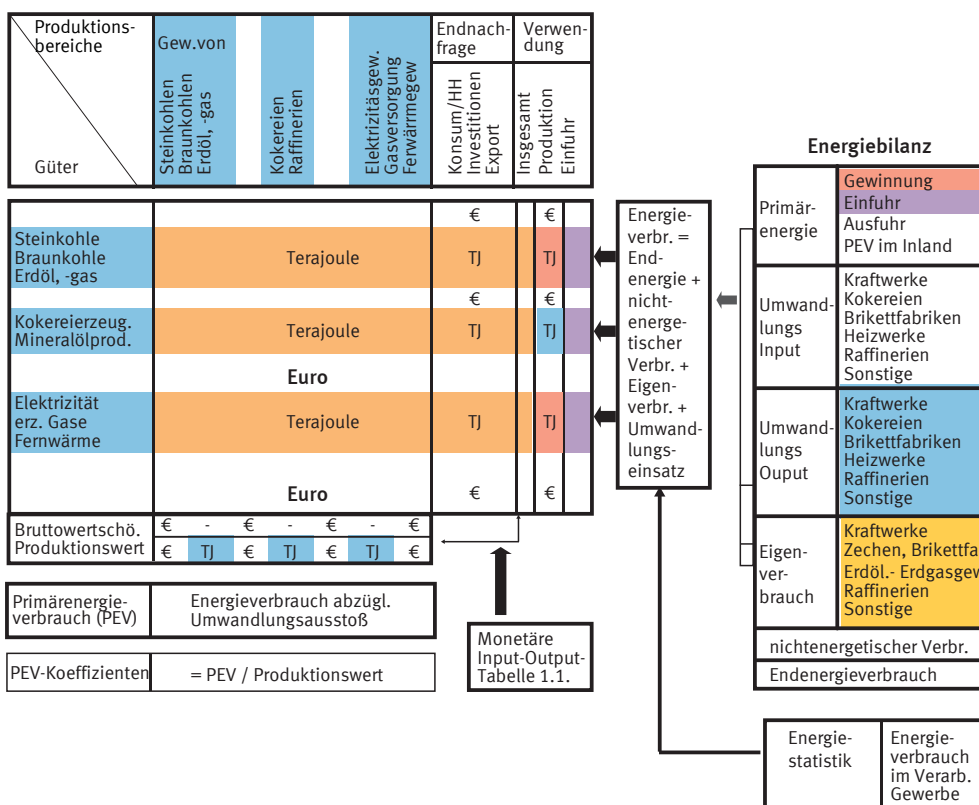 Produktions-
bereiche
Güter
Gew.von
Steinkohlen
Braunkohlen
Erdöl, -gas
Kokereien
Raffinerien
Elektrizitäsgew.
Gasversorgung
Ferwärmegew
Endnach-
frage
Konsum/HH
Investitionen
Export
Verwen-
dung
Insgesamt
Produktion
Einfuhr
€ €
Steinkohle
Braunkohle
Erdöl, -gas
Terajoule TJ TJ
€ €
Kokereierzeug.
Mineralölprod.
Terajoule TJ TJ
Euro
Elektrizität
erz. Gase
Fernwärme
Terajoule TJ TJ
Euro € €
Bruttowertschö.
€ - € - € - €
Produktionswert
€ TJ € TJ € TJ €
Primärenergie-
verbrauch (PEV)
Energieverbrauch abzügl.
Umwandlungsausstoß
PEV-Koeffizienten
= PEV / Produktionswert
Monetäre
Input-Output-
Tabelle 1.1.
Energie-
verbr. =
End-
energie +
nicht-
energe-
tischer
Verbr. +
Eigen-
verbr. +
Umwand-
lungs-
einsatz
Energiebilanz
Primär-
energie
Gewinnung
Einfuhr
Ausfuhr
PEV im Inland
Umwand-
lungs
Input
Kraftwerke
Kokereien
Brikettfabriken
Heizwerke
Raffinerien
Sonstige
Umwand-
lungs
Ouput
Kraftwerke
Kokereien
Brikettfabriken
Heizwerke
Raffinerien
Sonstige
Eigen-
ver-
brauch
Kraftwerke
Zechen, Brikettfa
Erdöl.- Erdgasgew
Raffinerien
Sonstige
nichtenergetischer Verbr.
Endenergieverbrauch
Energie-
statistik
Energie-
verbrauch
im Verarb.
Gewerbe